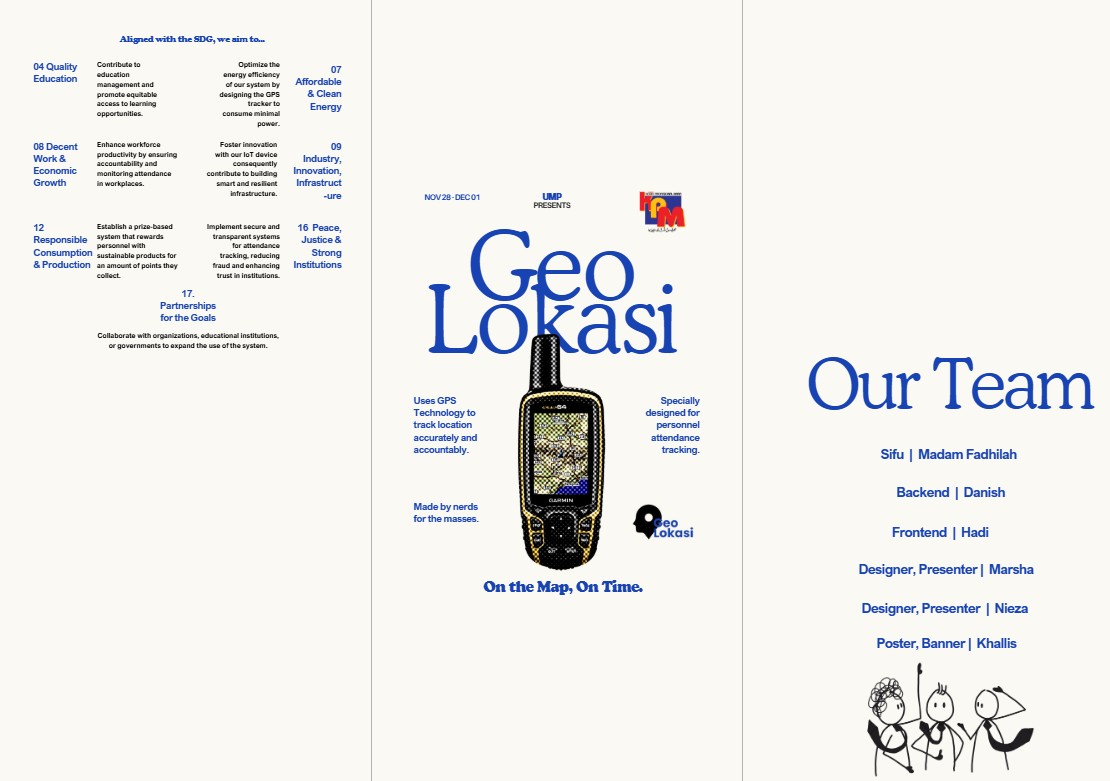 Aligned with the SDG, we aim to...
04 Quality
Education
Contribute to
education
management and
promote equitable
access to learning
opportunities.
Optimize the
energy efficiency
of our system by
designing the GPS
tracker to
consume minimal
power.
07
Affordable
& Clean
Energy
08 Decent
Work &
Economic
Growth
Enhance workforce
productivity by ensuring
accountability and
monitoring attendance
in workplaces.
Foster innovation
with our IoT device
consequently
contribute to building
smart and resilient
infrastructure.
09
Industry,
Innovation,
Infrastruct
-ure
12
Responsible
Consumption
& Production
Establish a prize-based
system that rewards
personnel with
sustainable products for
an amount of points they
collect.
Implement secure and
transparent systems
for attendance
tracking, reducing
fraud and enhancing
trust in institutions.
16 Peace,
Justice &
Strong
Institutions
17.
Partnerships
for the Goals
Collaborate with organizations, educational institutions,
or governments to expand the use of the system.
NOV 28 - DEC 01
UMP
PRESENTS
KPM
Geo
Lokasi
Uses GPS
Technology to
track location
accurately and
accountably.
Specially
designed for
personnel
attendance
tracking.
64
GARMIN
Made by nerds
for the masses.
Geo
Lokasi
On the Map, On Time.
Our Team
Sifu | Madam Fadhilah
Backend | Danish
Frontend | Hadi
Designer, Presenter | Marsha
Designer, Presenter | Nieza
Poster, Banner | Khallis